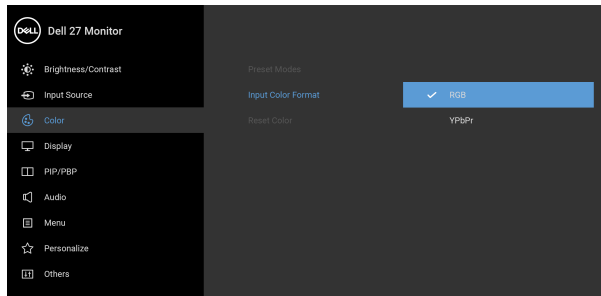 DELL Dell 27 Monitor
Brightness/Contrast
Preset Modes
Input Source
Input Color Format
RGB
Color
Reset Color
YPbPr
Display
PIP/PBP
Audio
Menu
Personalize
Others